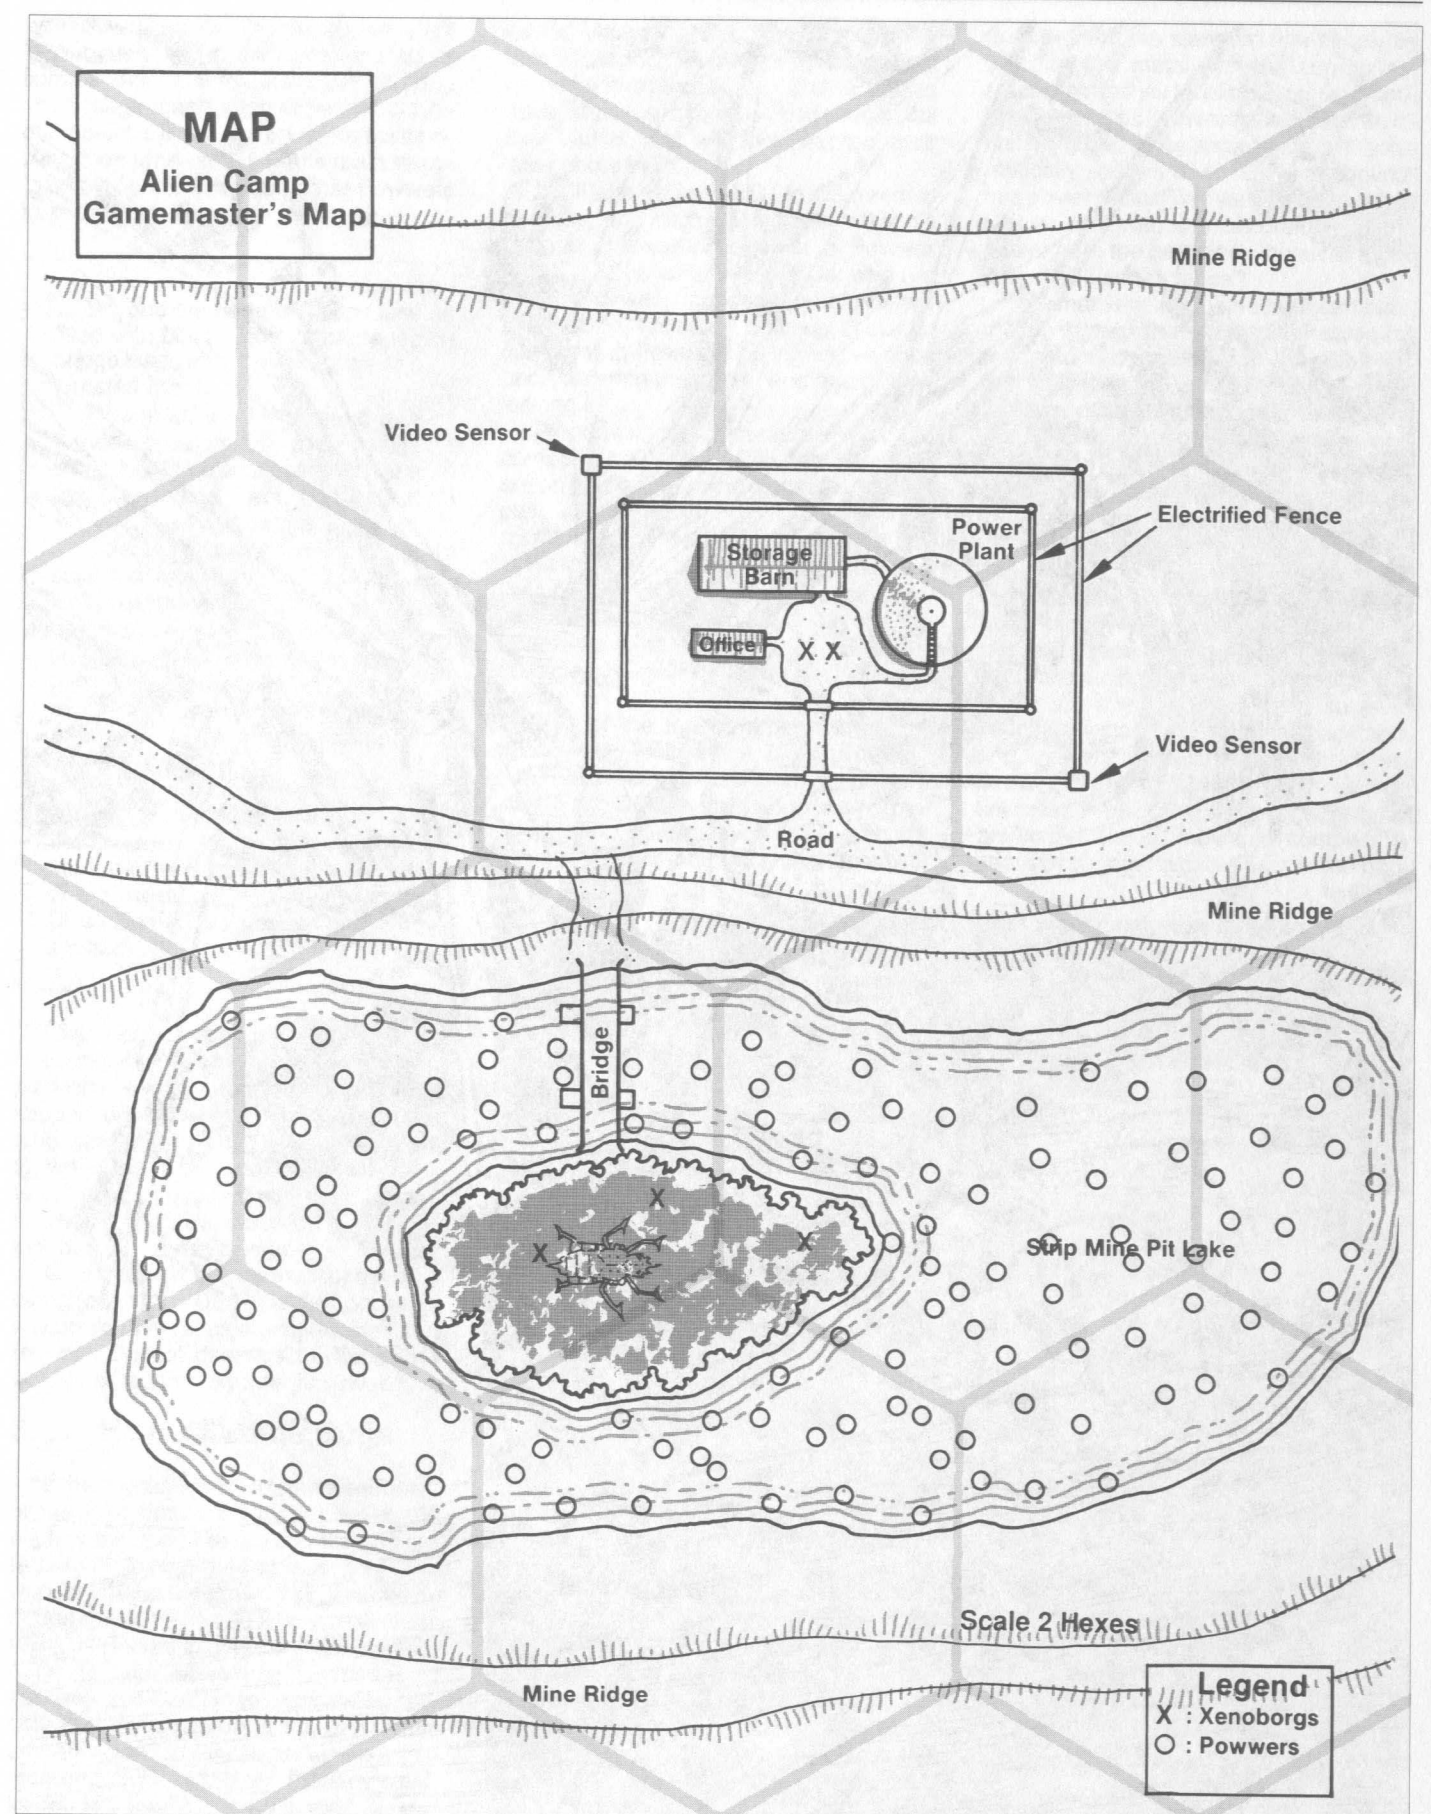 MAP
Alien Camp
Gamemaster's Map
Mine Ridge
Video Sensor
Electrified Fence
Power
Plant
Storage
Barn
Office
X X
Video Sensor
Road
Mine Ridge
Bridge
X
X
X
Strip Mine Pit Lake
Scale 2 Hexes
Mine Ridge
Legend
X : Xenoborgs
O : Powwers